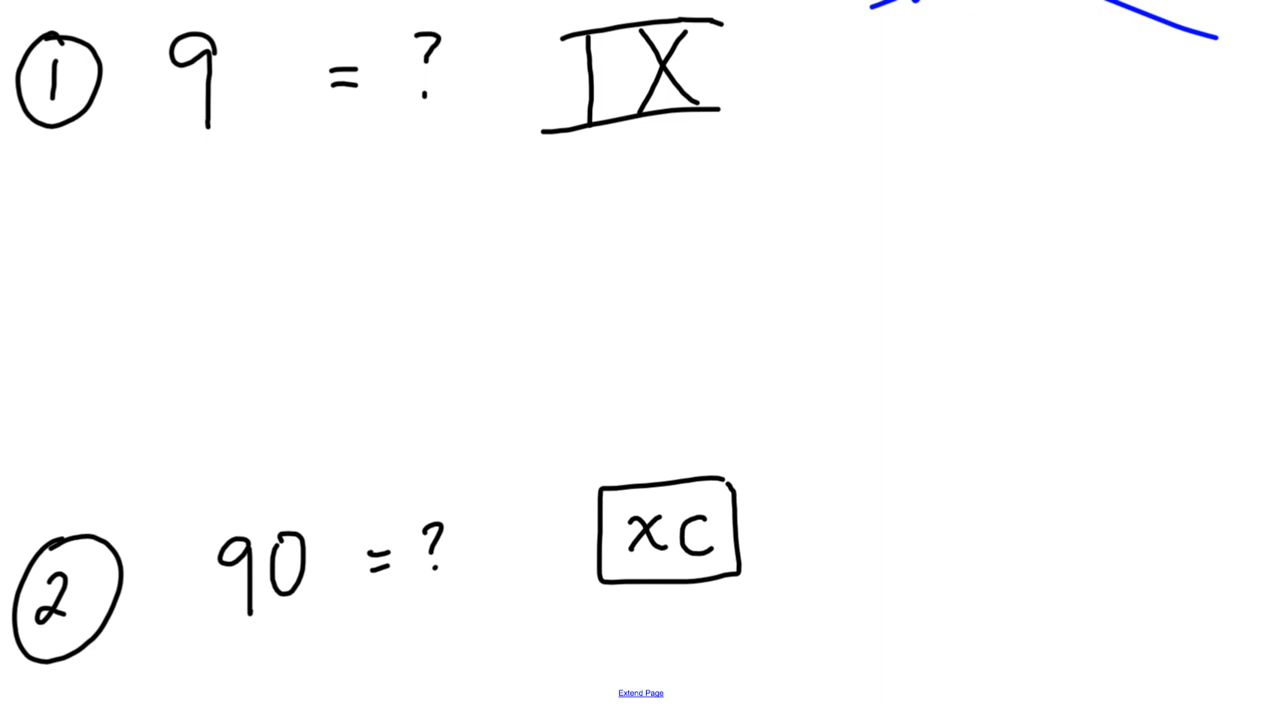 1 9 = ? IX
2 90 = ? XC
Extend Page